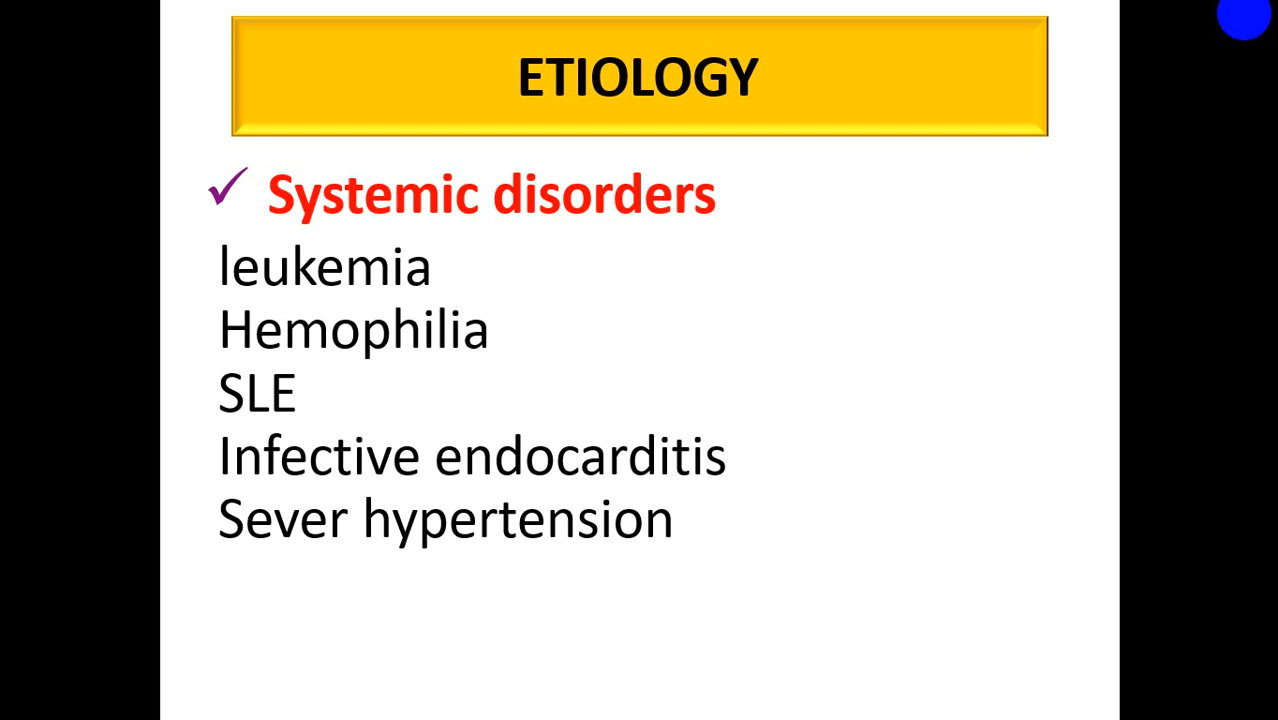 ETIOLOGY
✓ Systemic disorders
leukemia
Hemophilia
SLE
Infective endocarditis
Sever hypertension